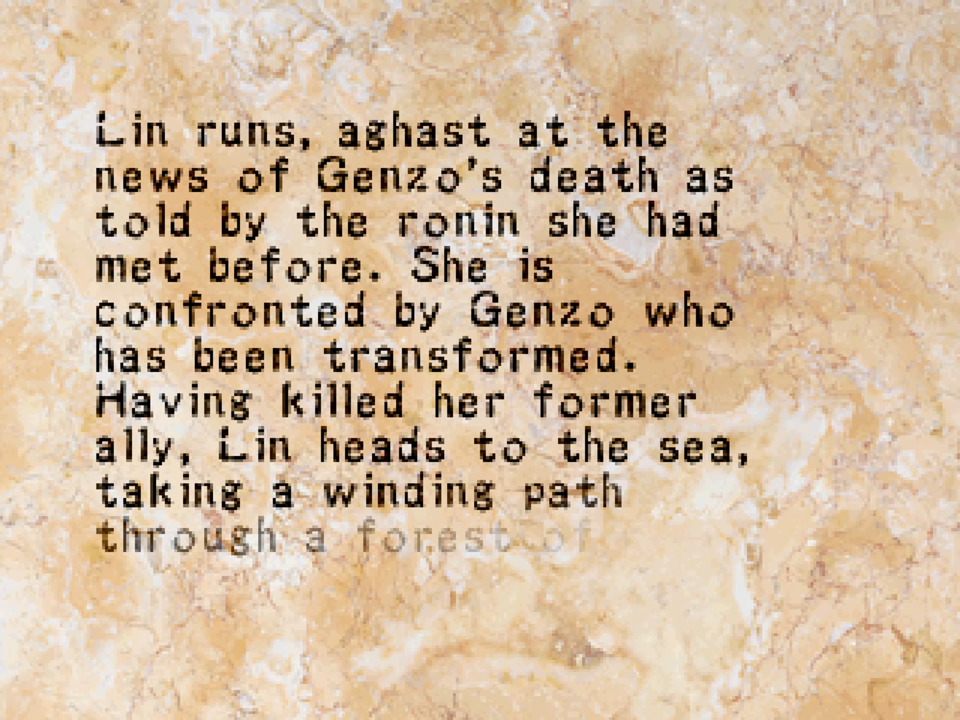 Lin runs, aghast at the
news of Genzo's death as
told by the ronin she had
met before. She is
confronted by Genzo who
has been transformed.
Having killed her former
ally, Lin heads to the sea,
taking a winding path
through a forest of